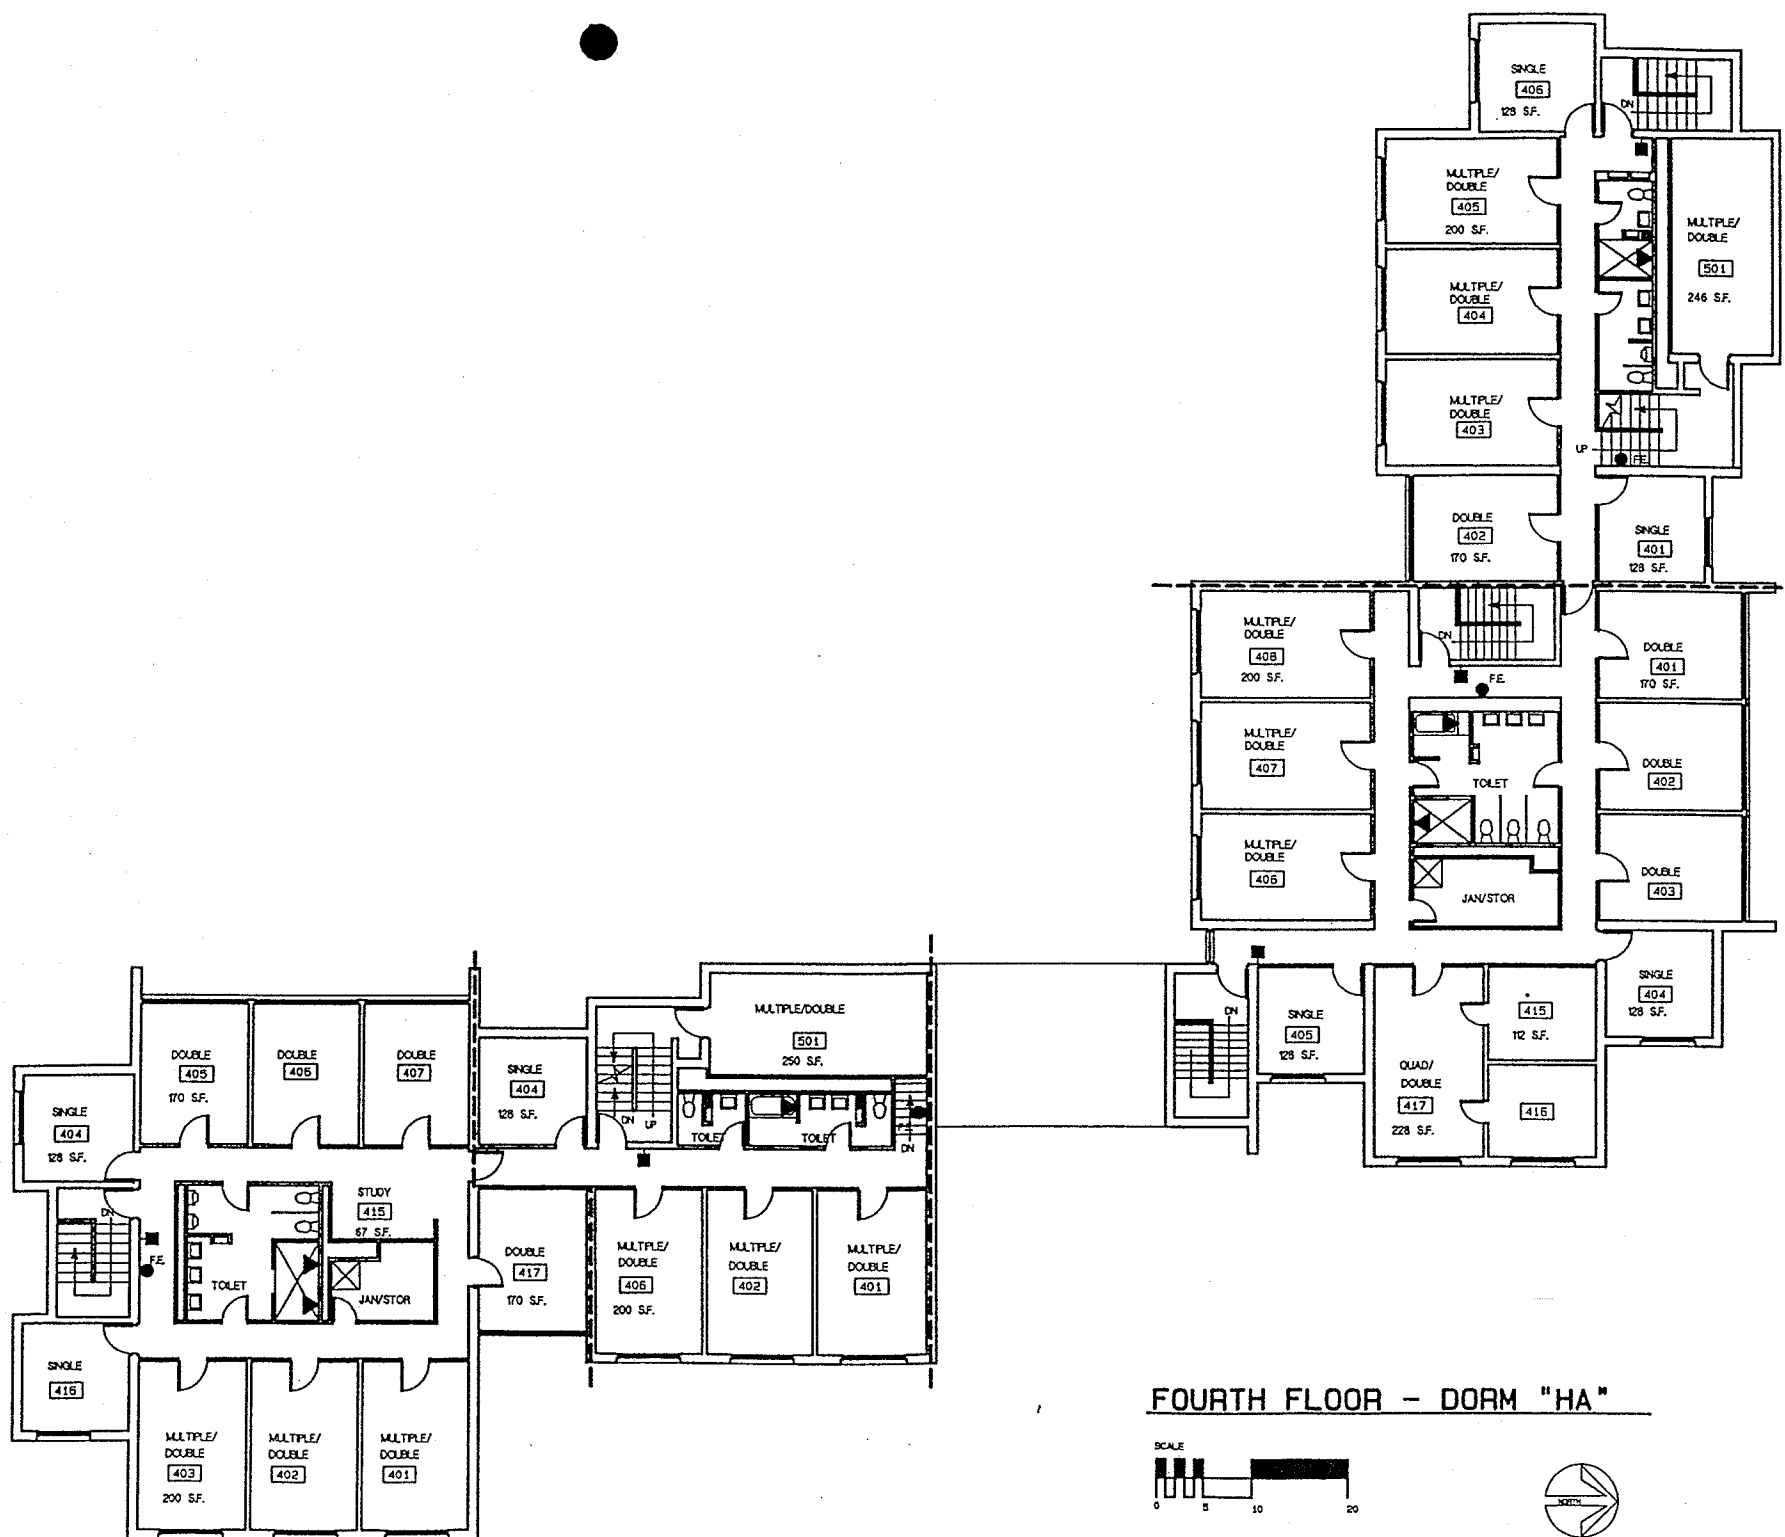 SINGLE
406
128 S.F.
DN
MULTIPLE/
DOUBLE
405
200 S.F.
MULTIPLE/
DOUBLE
501
246 S.F.
MULTIPLE/
DOUBLE
404
MULTIPLE/
DOUBLE
403
UP
F.E.
DOUBLE
402
170 S.F.
SINGLE
401
128 S.F.
MULTIPLE/
DOUBLE
408
200 S.F.
DN
F.E.
DOUBLE
401
170 S.F.
MULTIPLE/
DOUBLE
407
TOILET
DOUBLE
402
MULTIPLE/
DOUBLE
406
JAN/STOR
DOUBLE
403
SINGLE
404
128 S.F.
DN
SINGLE
405
128 S.F.
415
112 S.F.
QUAD/
DOUBLE
417
228 S.F.
416
MULTIPLE/DOUBLE
501
250 S.F.
DOUBLE
405
170 S.F.
DOUBLE
406
DOUBLE
407
SINGLE
404
128 S.F.
DN
UP
TOILET
TOILET
F.E.
DN
SINGLE
404
128 S.F.
DN
F.E.
STUDY
415
67 S.F.
TOILET
JAN/STOR
DOUBLE
417
170 S.F.
MULTIPLE/
DOUBLE
406
200 S.F.
MULTIPLE/
DOUBLE
402
MULTIPLE/
DOUBLE
401
SINGLE
416
MULTIPLE/
DOUBLE
403
200 S.F.
MULTIPLE/
DOUBLE
402
MULTIPLE/
DOUBLE
401
FOURTH FLOOR - DORM "HA"
SCALE
0 5 10 20
NORTH